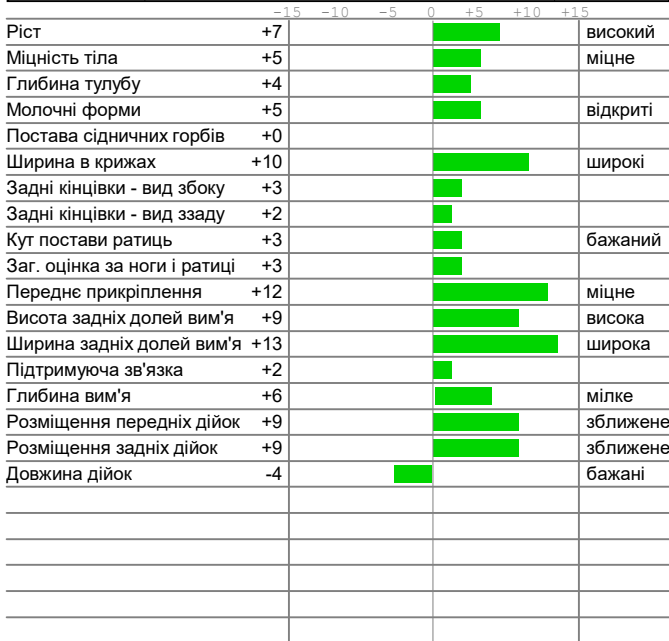 -15 -10 -5 0 +5 +10 +15
Ріст +7 високий
Міцність тіла +5 міцне
Глибина тулубу +4
Молочні форми +5 відкриті
Постава сідничних горбів +0
Ширина в крижах +10 широкі
Задні кінцівки - вид збоку +3
Задні кінцівки - вид ззаду +2
Кут постави ратиць +3 бажаний
Заг. оцінка за ноги і ратиці +3
Переднє прикріплення +12 міцне
Висота задніх долей вим'я +9 висока
Ширина задніх долей вим'я +13 широка
Підтримуюча зв'язка +2
Глибина вим'я +6 мілке
Розміщення передніх дійок +9 зближене
Розміщення задніх дійок +9 зближене
Довжина дійок -4 бажані